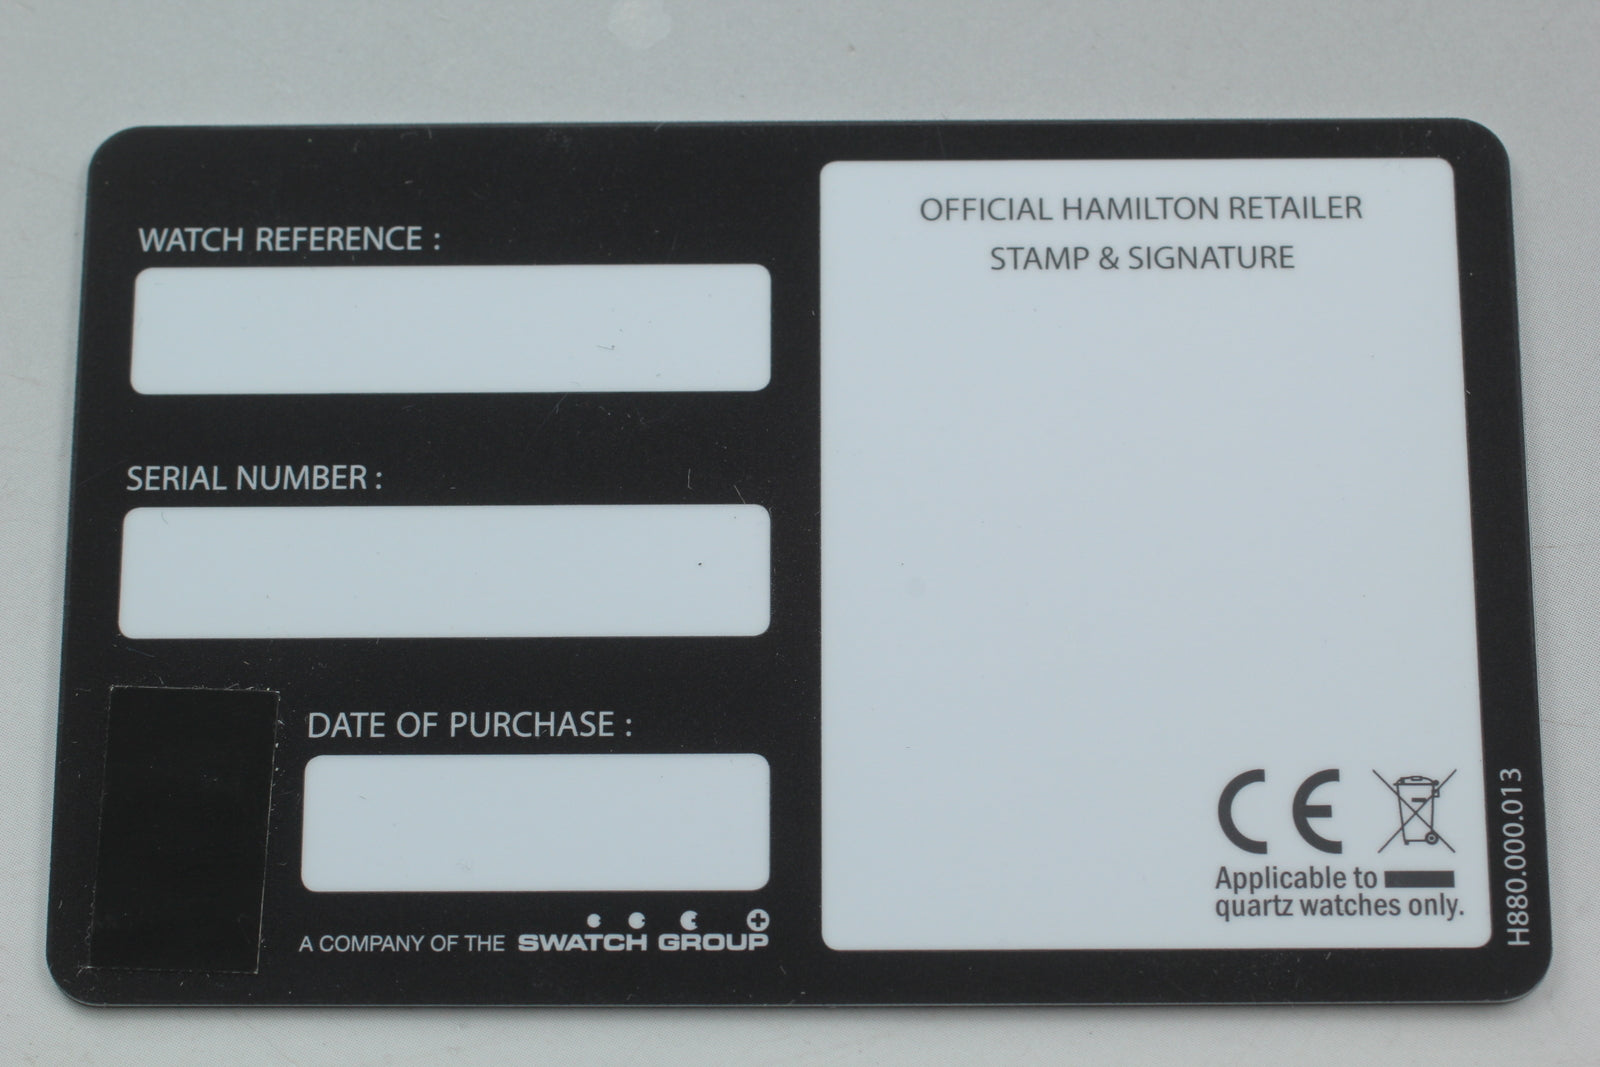 WATCH REFERENCE :
SERIAL NUMBER :
DATE OF PURCHASE :
A COMPANY OF THE SWATCH GROUP
OFFICIAL HAMILTON RETAILER
STAMP & SIGNATURE
CE
Applicable to
quartz watches only.
H880.000.013